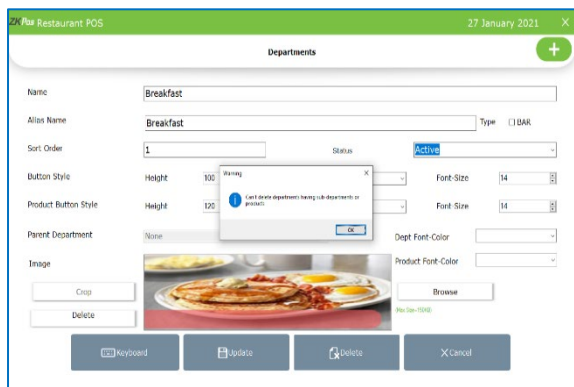 ZKPos Restaurant POS 27 January 2021 X
Departments
Name Breakfast
Alias Name Breakfast Type BAR
Sort Order 1 Status Active
Button Style Height 100 Font-Size 14
Warning X
Can't delete departments having sub-departments or products
OK
Product Button Style Height 120 Font-Size 14
Parent Department None Dept Font-Color
Image Product Font-Color
Crop Browse
Delete
Keyboard Update Delete Cancel